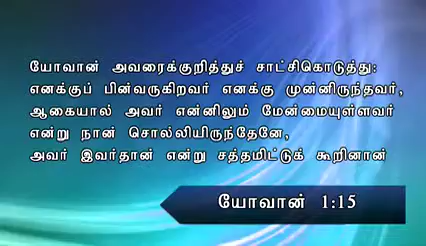 யோவான் அவரைக்குறித்துச் சாட்சிகொடுத்து:
எனக்குப் பின்வருகிறவர் எனக்கு முன்னிருந்தவர்,
ஆகையால் அவர் என்னிலும் மேன்மையுள்ளவர்
என்று நான் சொல்லியிருந்தேனே,
அவர் இவர்தான் என்று சத்தமிட்டுக் கூறினான்
யோவான் 1:15